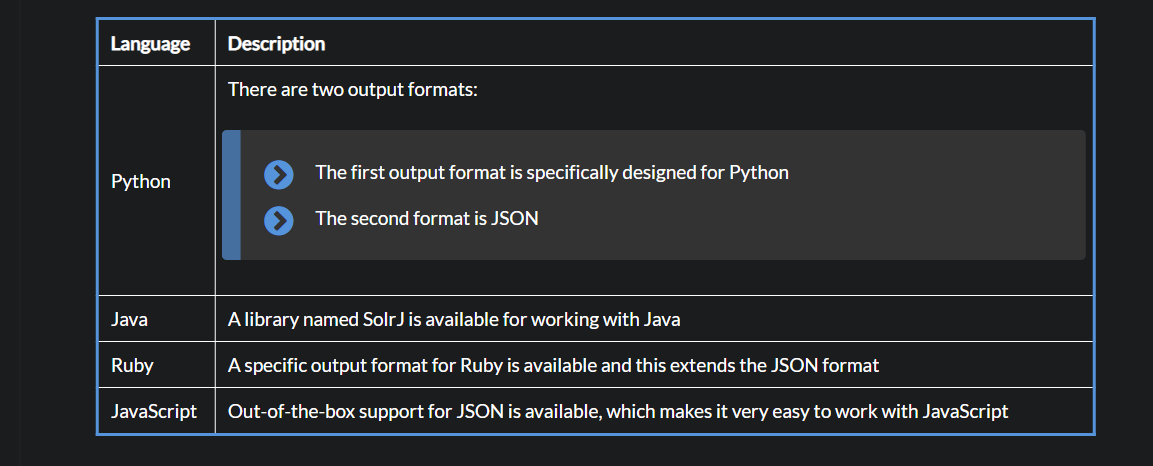 Language Description
There are two output formats:
The first output format is specifically designed for Python
Python
The second format is JSON
Java A library named SolrJ is available for working with Java
Ruby A specific output format for Ruby is available and this extends the JSON format
JavaScript Out-of-the-box support for JSON is available, which makes it very easy to work with JavaScript